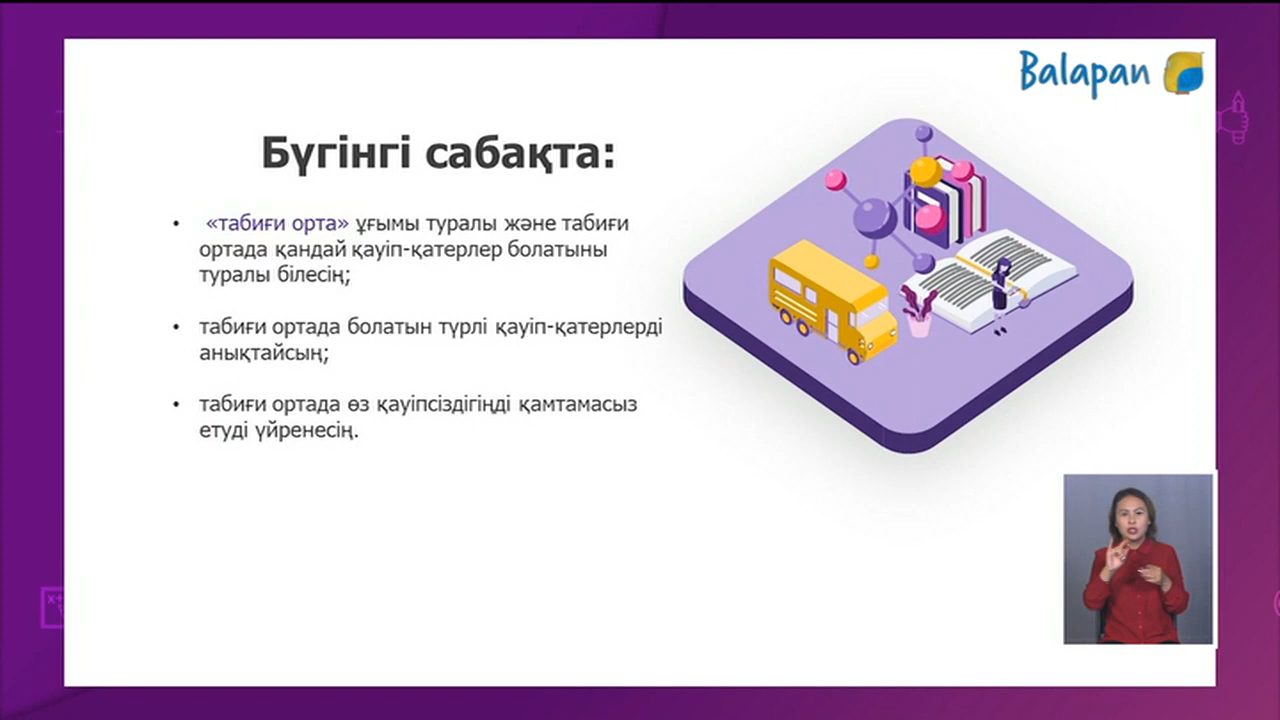 Balapan
Бүгінгі сабақта:
• «табиғи орта» ұғымы туралы және табиғи
ортада қандай қауіп-қатерлер болатыны
туралы білесің;
• табиғи ортада болатын түрлі қауіп-қатерлерді
анықтайсың;
• табиғи ортада өз қауіпсіздігіңді қамтамасыз
етуді үйренесің.